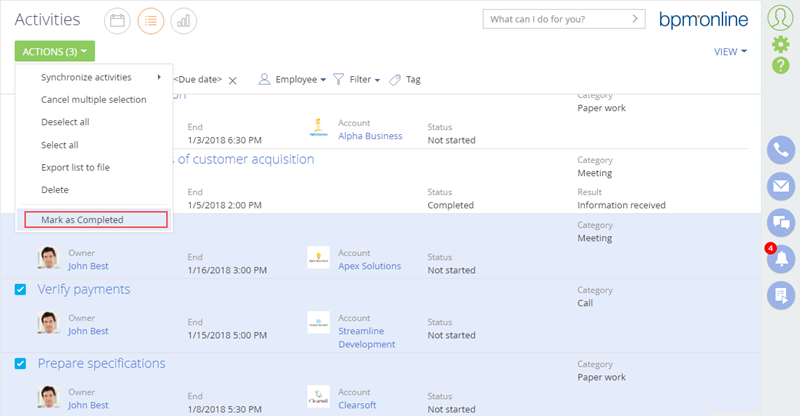 Activities
What can I do for you?
bpm'online
ACTIONS (3)
VIEW
Synchronize activities
Cancel multiple selection
Deselect all
Select all
Export list to file
Delete
Mark as Completed
<Due date>
Employee
Filter
Tag
on
Category
Paper work
End
1/3/2018 6:30 PM
Account
Alpha Business
Status
Not started
s of customer acquisition
Category
Meeting
End
1/5/2018 2:00 PM
Status
Completed
Result
Information received
Category
Meeting
Owner
John Best
End
1/16/2018 3:00 PM
Account
Apex Solutions
Status
Not started
Verify payments
Category
Call
Owner
John Best
End
1/15/2018 5:00 PM
Account
Streamline
Development
Status
Not started
Prepare specifications
Category
Paper work
Owner
John Best
End
1/8/2018 5:30 PM
Clearsoft
Account
Clearsoft
Status
Not started
4